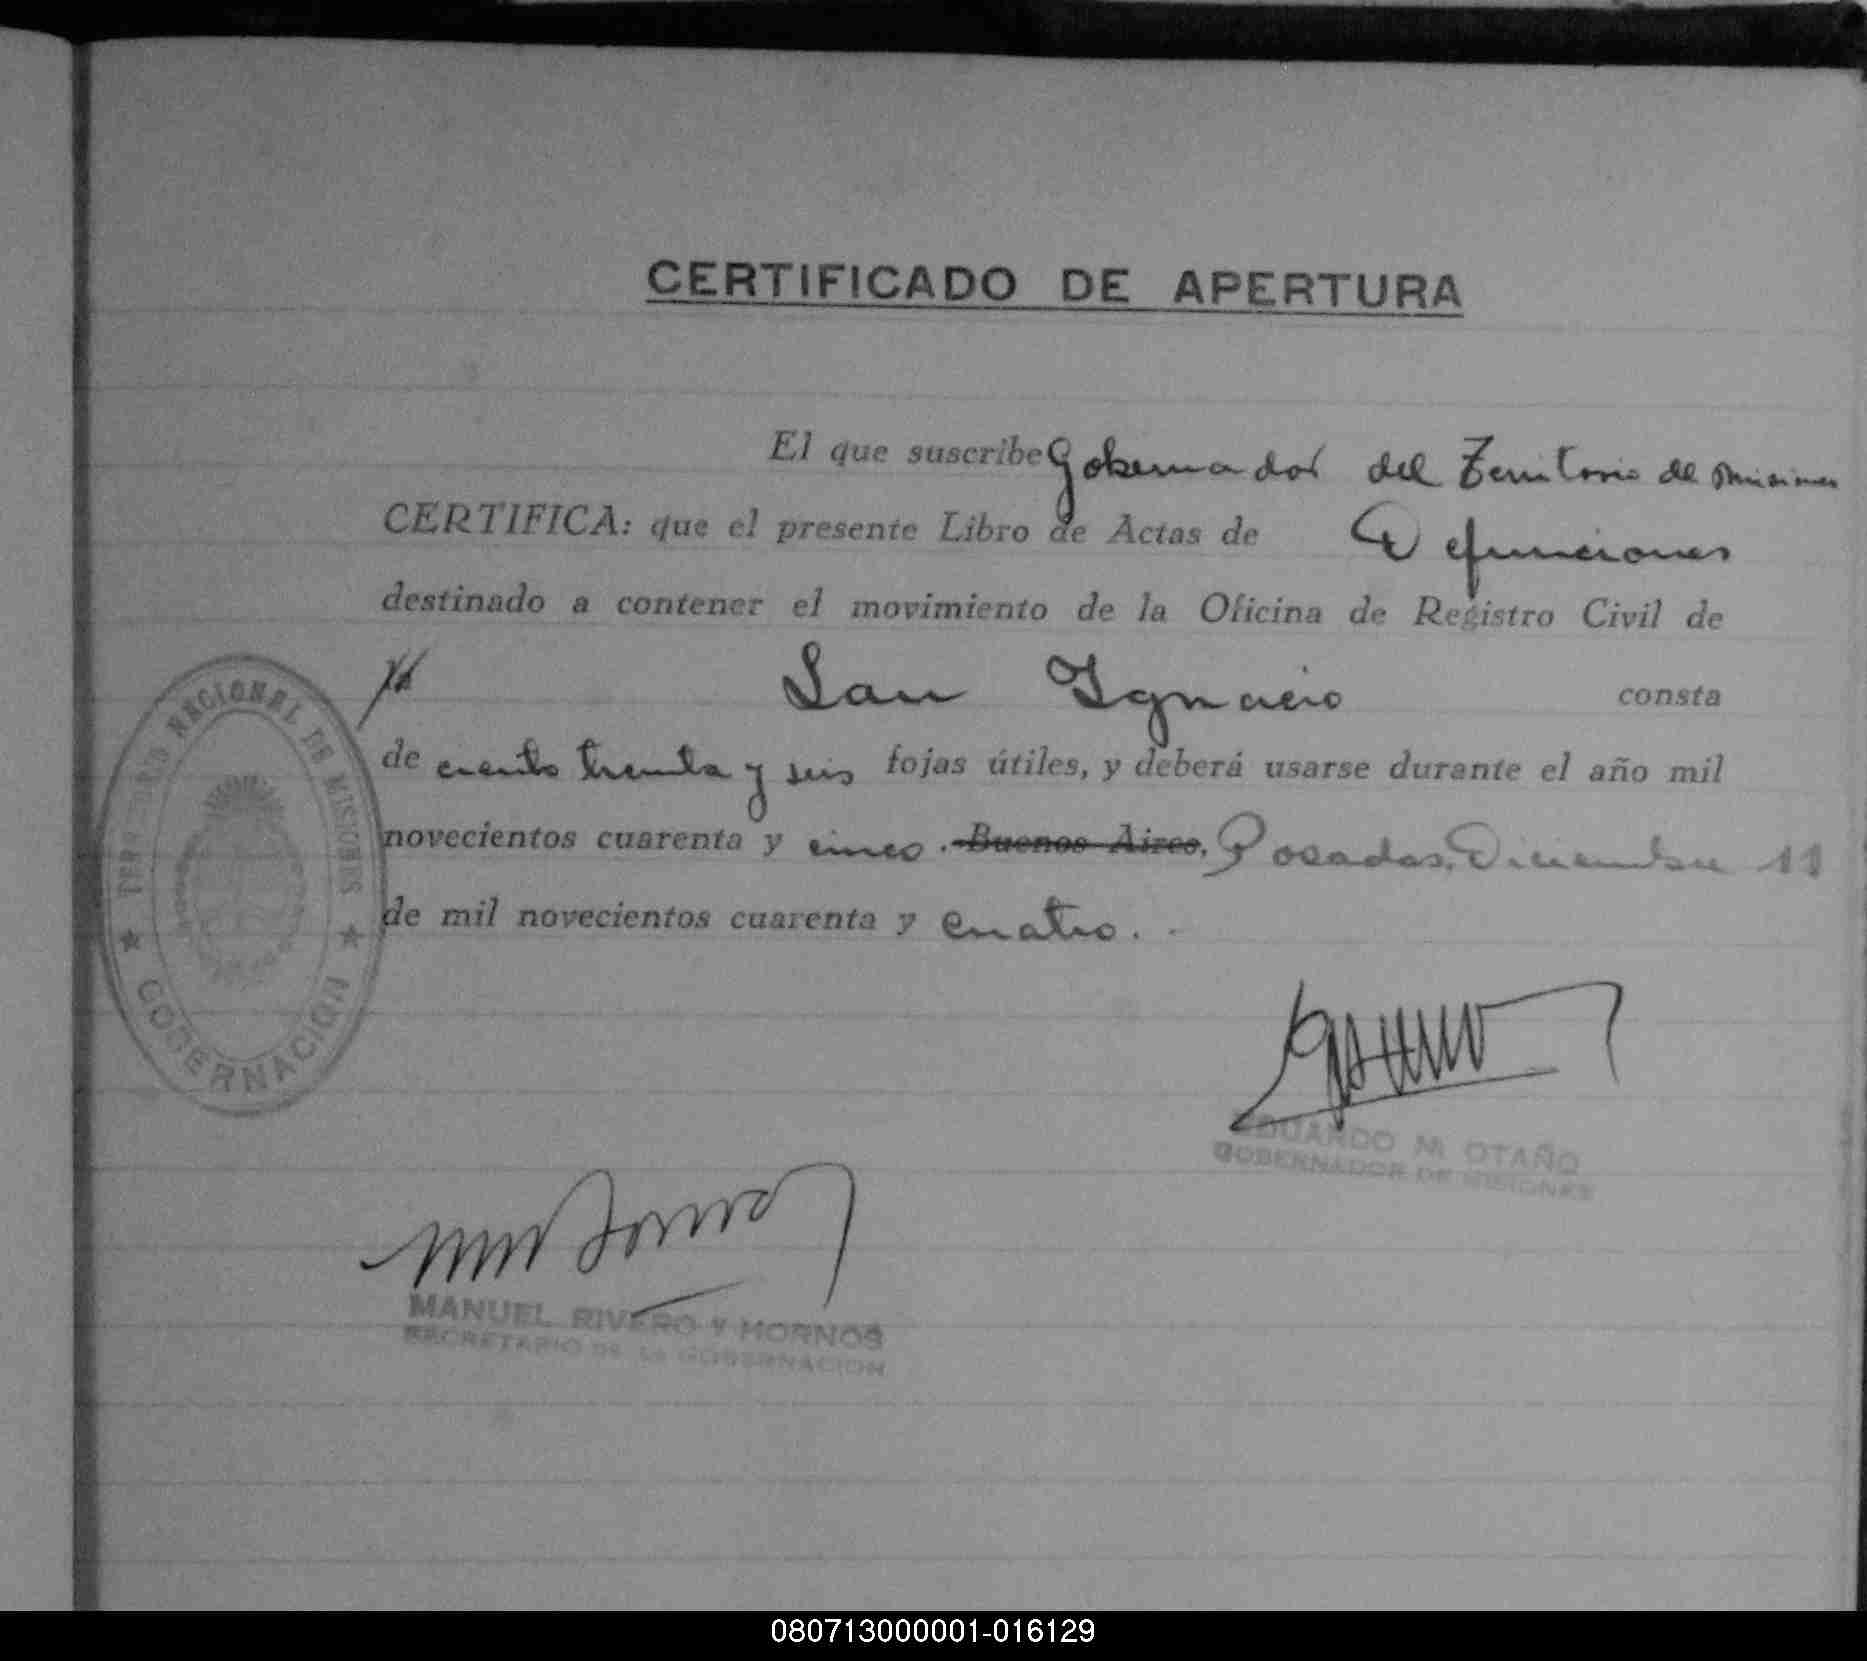 CERTIFICADO DE APERTURA
El que suscribe Gobernador del Territorio de Misiones
CERTIFICA: que el presente Libro de Actas de Defunciones
destinado a contener el movimiento de la Oficina de Registro Civil de
San Ignacio consta
de ciento treinta y seis fojas útiles, y deberá usarse durante el año mil
novecientos cuarenta y cinco. Buenos Aires, Posadas, Diciembre 11
de mil novecientos cuarenta y cuatro.
TERRITORIO NACIONAL DE MISIONES
GOBERNACION
EDUARDO M. OTAÑO
GOBERNADOR DE MISIONES
MANUEL RIVERO Y HORNOS
SECRETARIO DE LA GOBERNACION
080713000001-016129